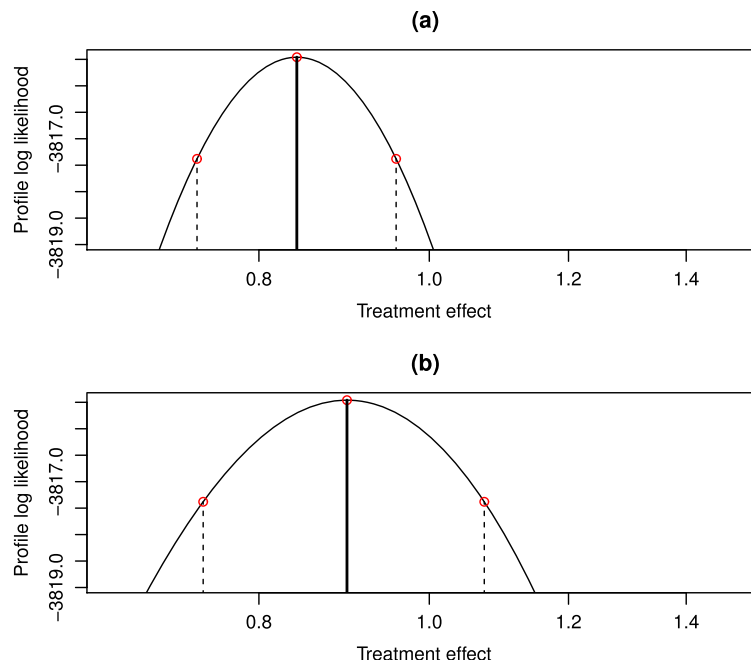 (a)
Profile log likelihood
−3817.0
−3819.0
0.8 1.0 1.2 1.4
Treatment effect
(b)
Profile log likelihood
−3817.0
−3819.0
0.8 1.0 1.2 1.4
Treatment effect